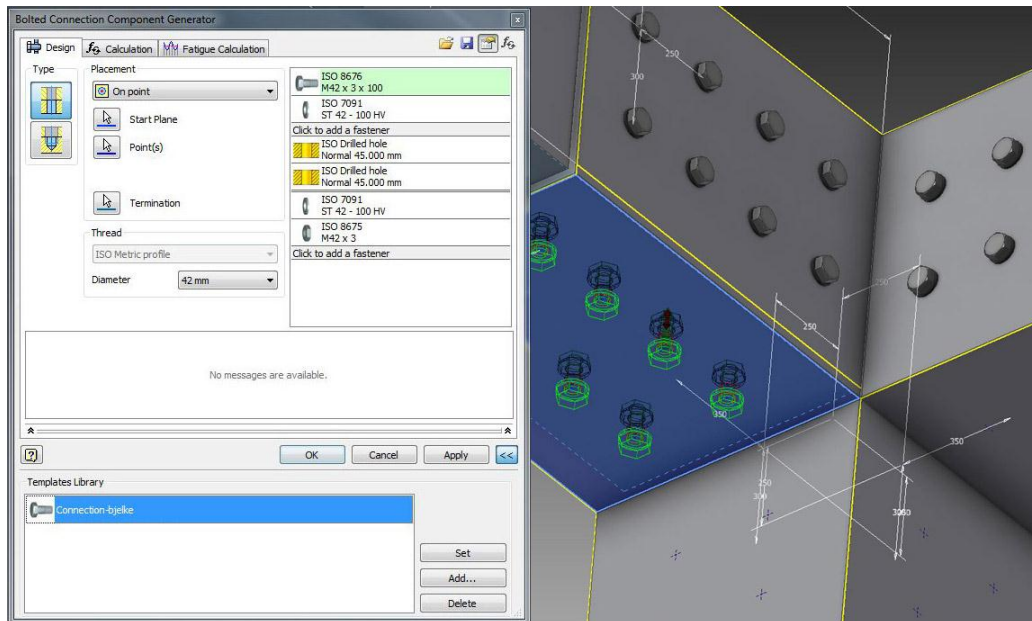 Bolted Connection Component Generator
x
Design
Calculation
Fatigue Calculation
Type
Placement
On point
Start Plane
Point(s)
Termination
Thread
ISO Metric profile
Diameter
42 mm
ISO 8676
M42 x 3 x 100
ISO 7091
ST 42 - 100 HV
Click to add a fastener
ISO Drilled hole
Normal 45.000 mm
ISO Drilled hole
Normal 45.000 mm
ISO 7091
ST 42 - 100 HV
ISO 8675
M42 x 3
Click to add a fastener
No messages are available.
?
OK
Cancel
Apply
<<
Templates Library
Connection-bjelke
Set
Add...
Delete
250
300
250
250
350
350
250
300